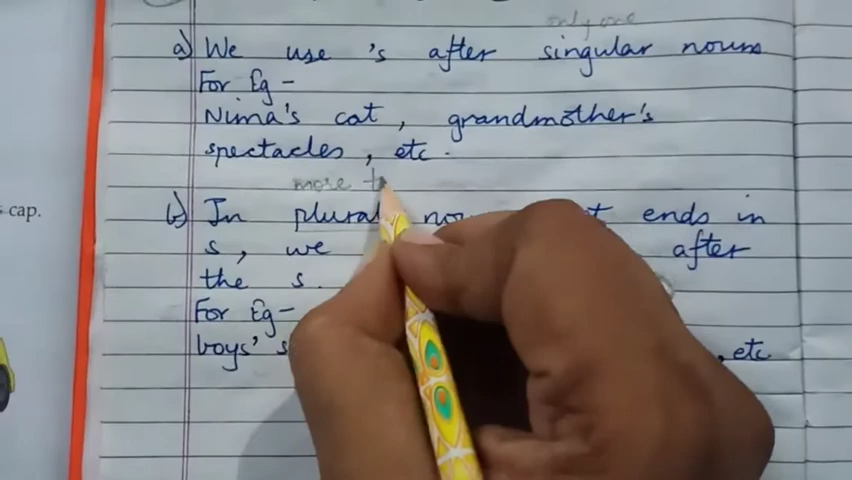 only one
a) We use 's after singular nouns
For Eg -
Nima's cat, grandmother's
spectacles, etc.
more t
s cap.
b) In plural ends in
s, we after
the s.
For Eg -
boys' s , etc